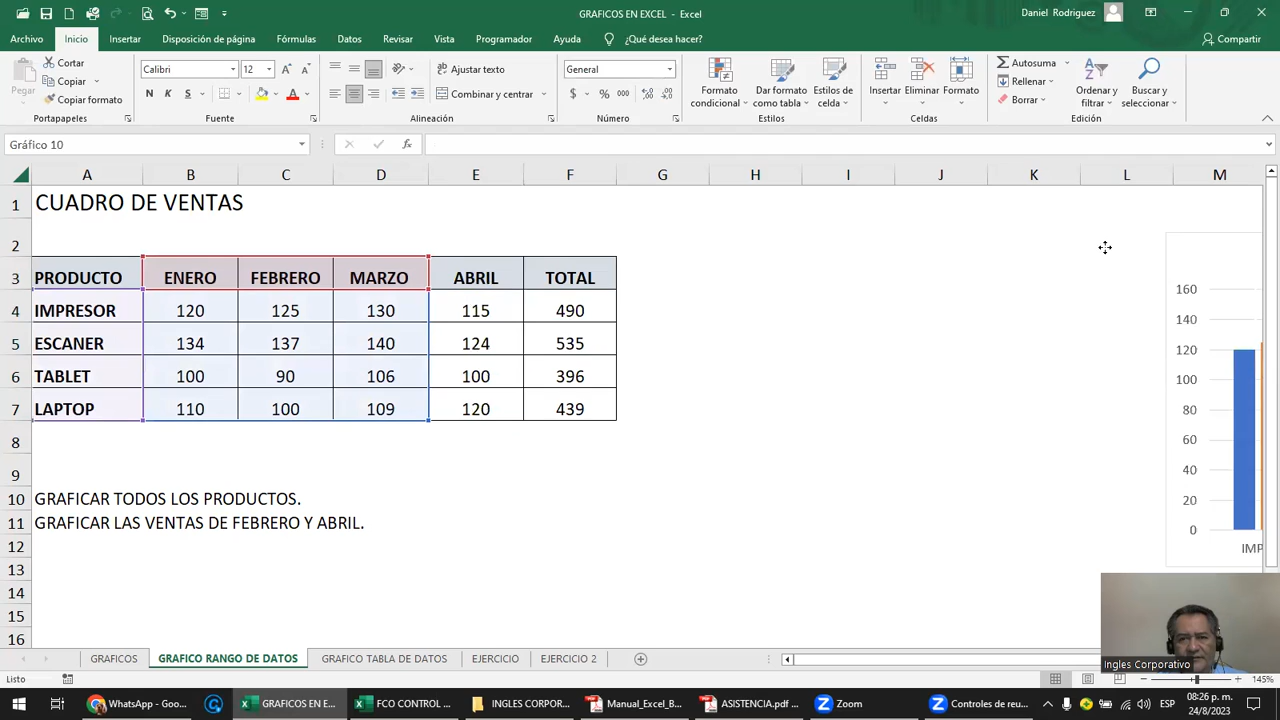 GRAFICOS EN EXCEL - Excel
Daniel Rodriguez
Archivo Inicio Insertar Disposición de página Fórmulas Datos Revisar Vista Programador Ayuda ¿Qué desea hacer? Compartir
Pegar
Cortar
Copiar
Copiar formato
Portapapeles
Calibri 12
N K S
Fuente
Ajustar texto
Combinar y centrar
Alineación
General
$ % 000
Número
Formato condicional
Dar formato como tabla
Estilos de celda
Estilos
Insertar Eliminar Formato
Celdas
Autosuma
Rellenar
Borrar
Ordenar y filtrar
Buscar y seleccionar
Edición
Gráfico 10
fx
A B C D E F G H I J K L M
1 CUADRO DE VENTAS
2
3 PRODUCTO ENERO FEBRERO MARZO ABRIL TOTAL
4 IMPRESOR 120 125 130 115 490
5 ESCANER 134 137 140 124 535
6 TABLET 100 90 106 100 396
7 LAPTOP 110 100 109 120 439
8
9
10 GRAFICAR TODOS LOS PRODUCTOS.
11 GRAFICAR LAS VENTAS DE FEBRERO Y ABRIL.
12
13
14
15
16
160
140
120
100
80
60
40
20
0
IMP
Ingles Corporativo
GRAFICOS GRAFICO RANGO DE DATOS GRAFICO TABLA DE DATOS EJERCICIO EJERCICIO 2
Listo
145%
WhatsApp - Goo... GRAFICOS EN E... FCO CONTROL ... INGLES CORPOR... Manual_Excel_B... ASISTENCIA.pdf ... Zoom Controles de reu...
ESP
08:26 p. m.
24/8/2023